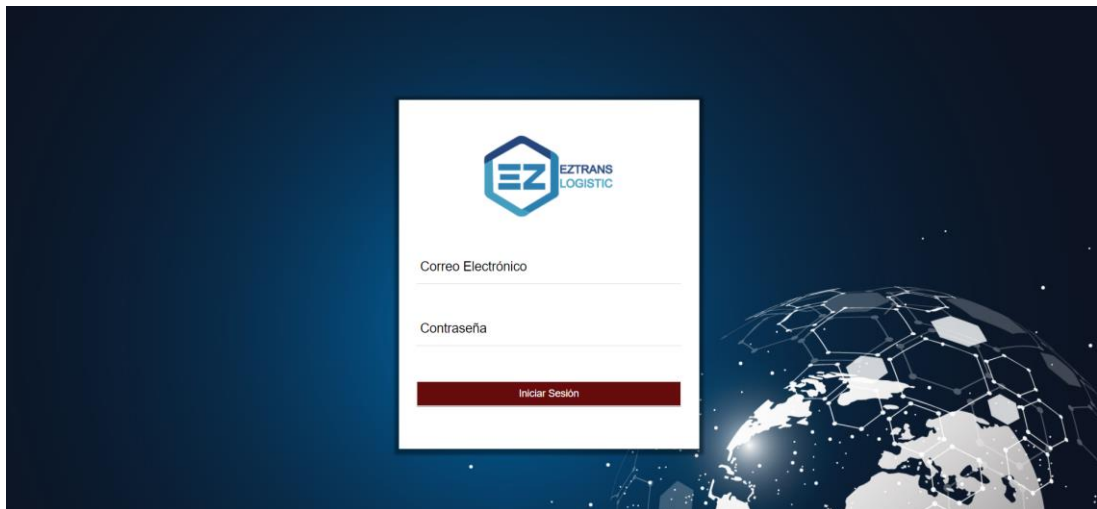 EZ
EZTRANS
LOGISTIC
Correo Electrónico
Contraseña
Iniciar Sesión